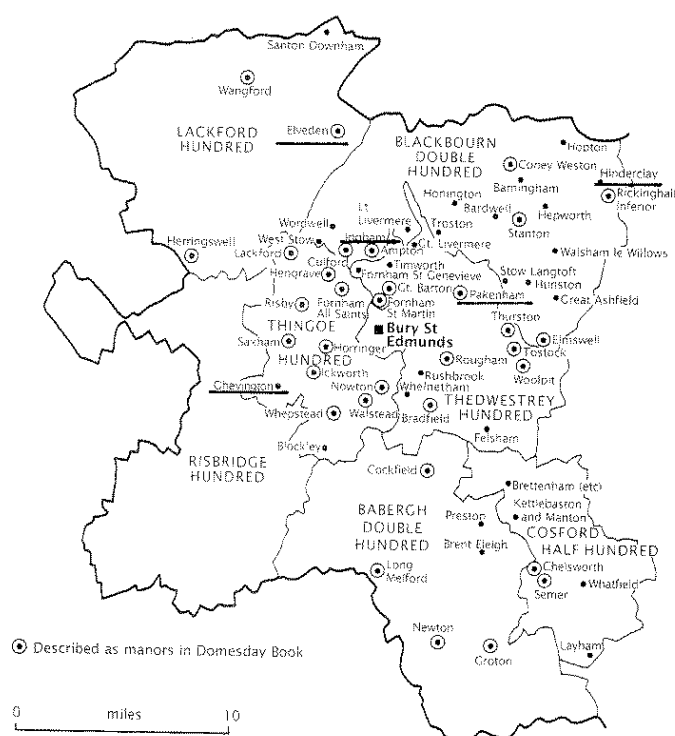 Santon Downham
Wangford
LACKFORD
HUNDRED
Elveden
BLACKBOURN
DOUBLE
HUNDRED
Hopton
Coney Weston
Hinderclay
Barningham
Rickinghall
Inferior
Honington
Bardwell
Hepworth
Lt
Livermere
Troston
Stanton
Wordwell
Ingham
Gt. Livermere
Walsham le Willows
West Stow
Ampton
Herringswell
Lackford
Culford
Timworth
Hengrave
Fornham St Genevieve
Stow Langtoft
Hunston
Gt. Barton
Pakenham
Great Ashfield
Risby
Fornham
All Saints
Fornham
St Martin
Thurston
THINGOE
HUNDRED
Bury St
Edmunds
Elmswell
Saxham
Horringer
Rougham
Tostock
Ickworth
Rushbrook
Woolpit
Chevington
Nowton
Whelnetham
THEDWESTREY
HUNDRED
Whepstead
Walstead
Bradfield
Felsham
Block'ey
RISBRIDGE
HUNDRED
Cockfield
Brettenham (etc)
Kettlebaston
and Manton
BABERGH
DOUBLE
HUNDRED
Preston
COSFORD
HALF HUNDRED
Brent Eleigh
Chelsworth
Long
Melford
Semer
Whatfield
Newton
Groton
Layham
Described as manors in Domesday Book
0 miles 10